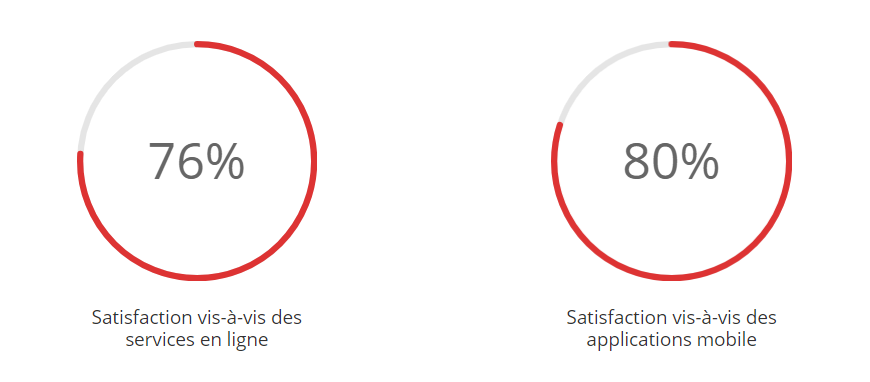 76%
80%
Satisfaction vis-à-vis des
services en ligne
Satisfaction vis-à-vis des
applications mobile